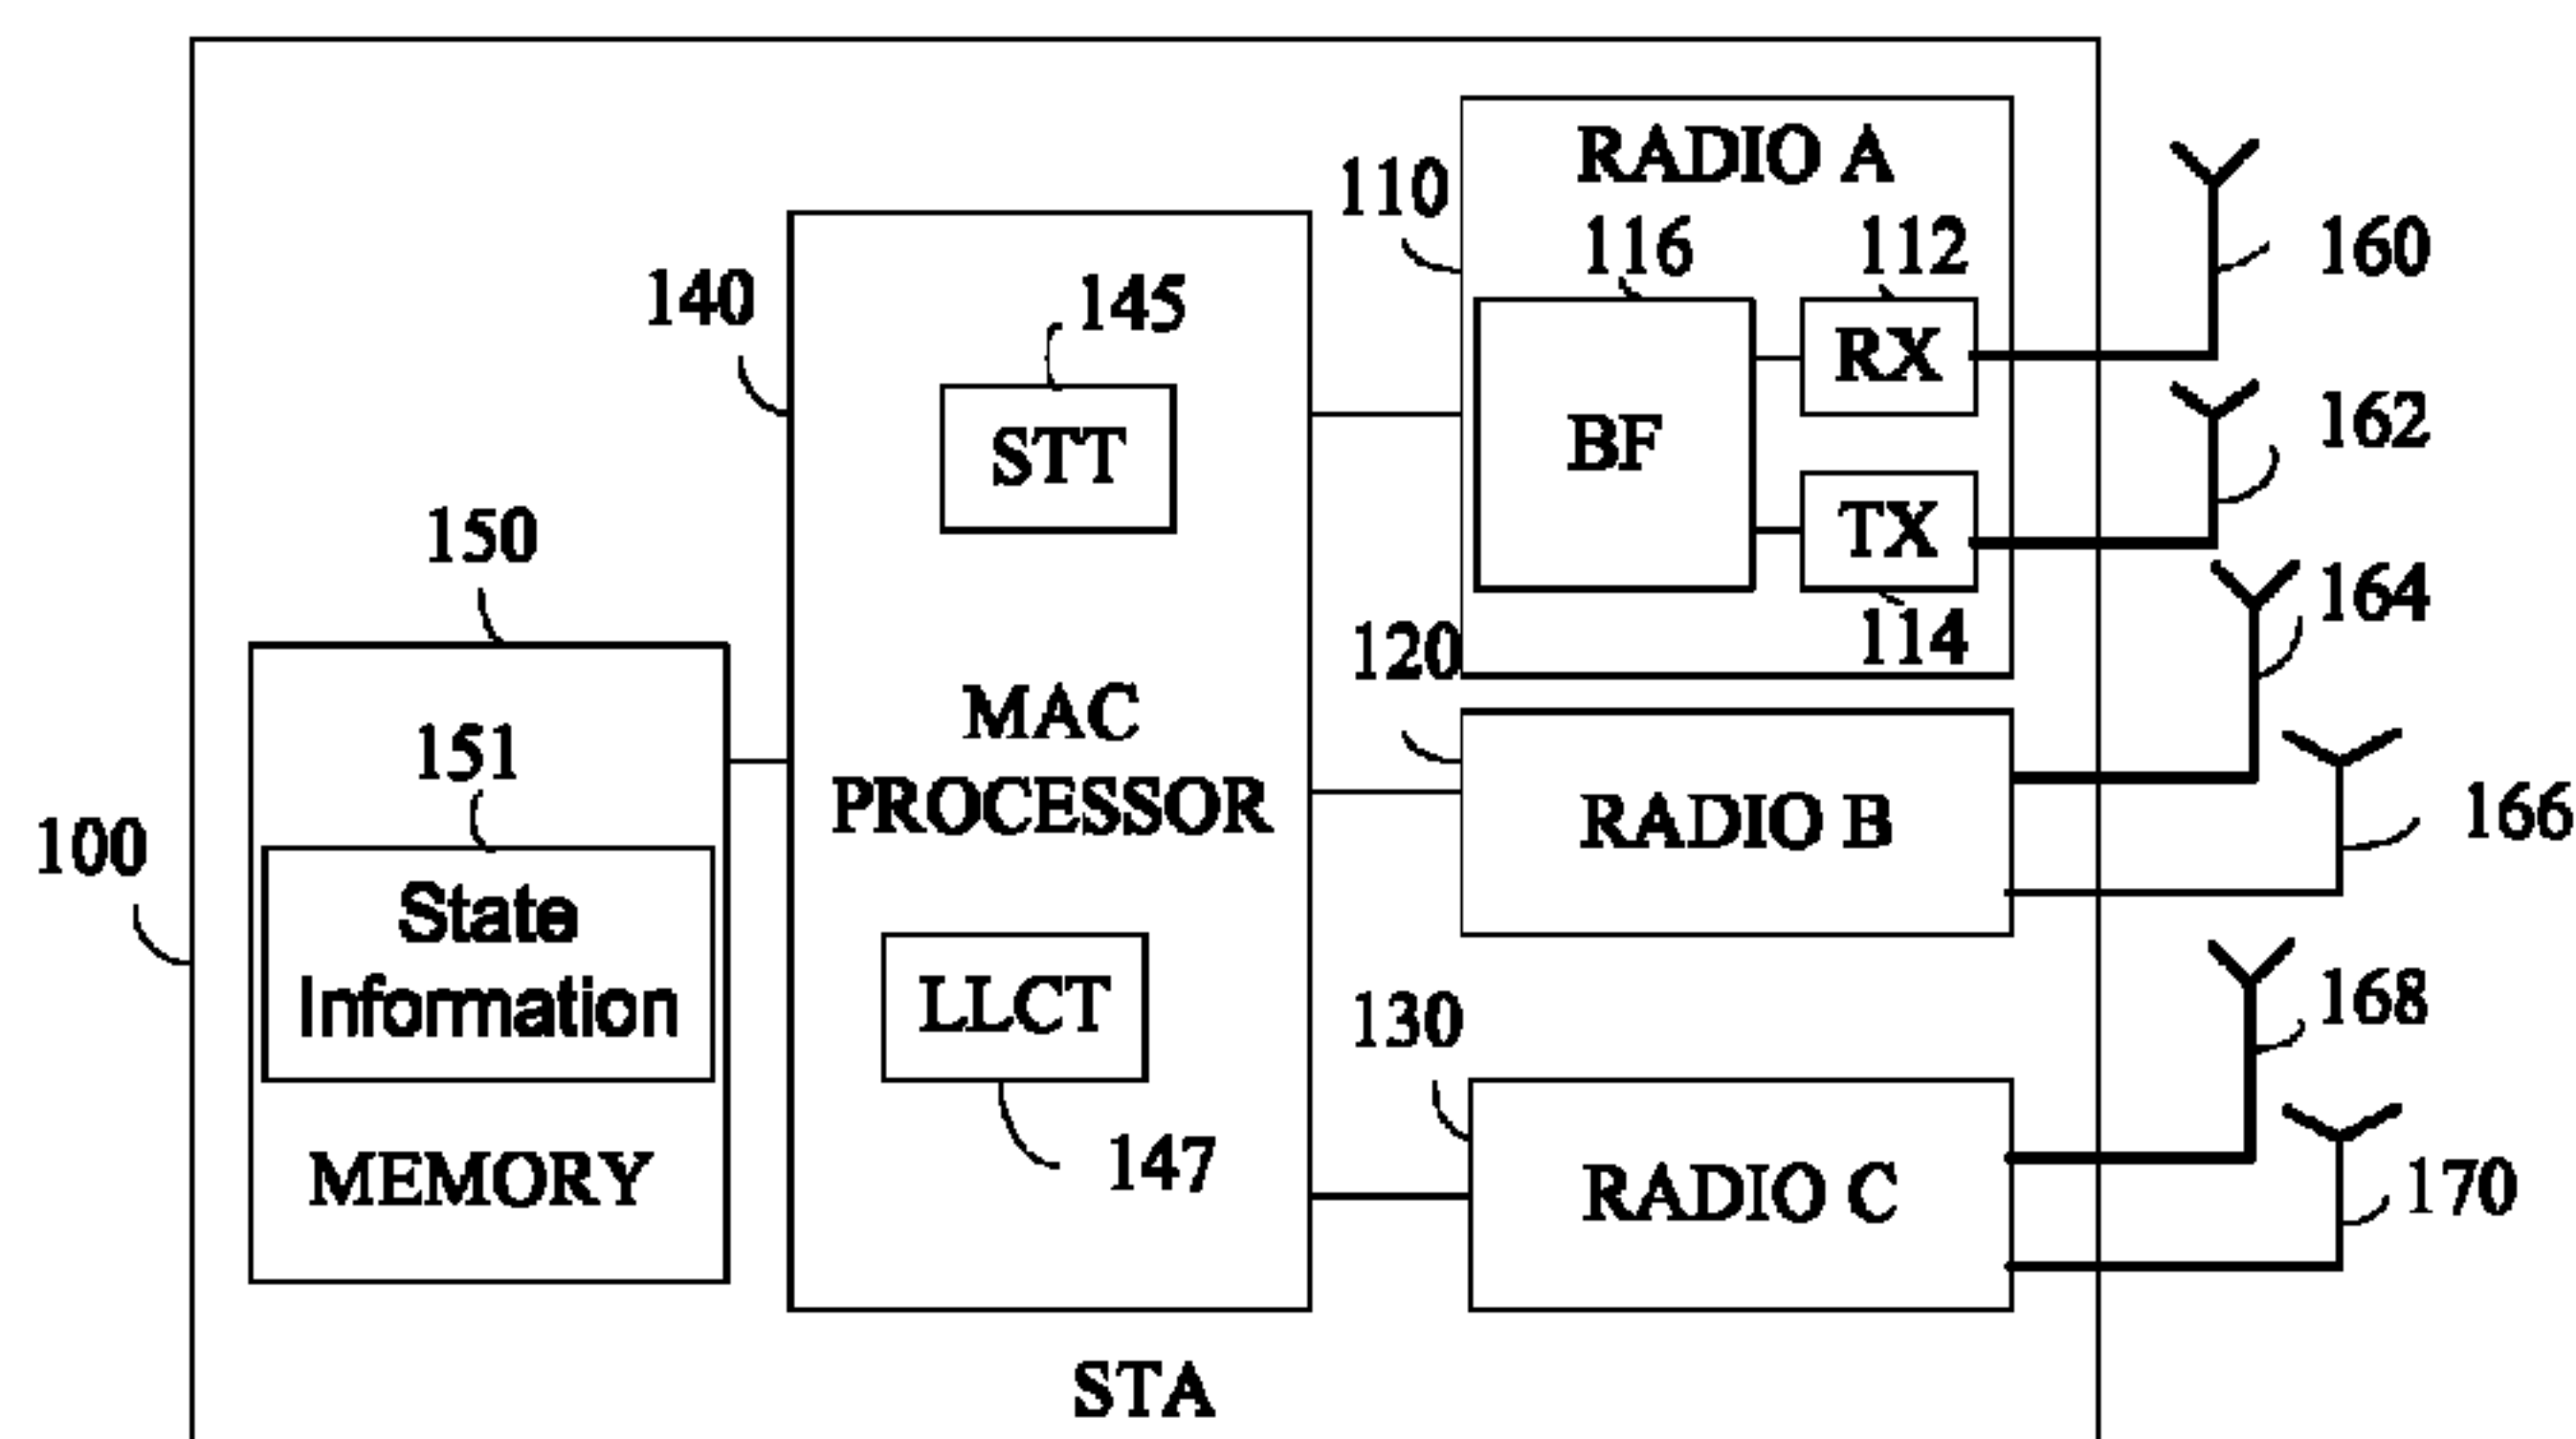 RADIO A
110
116
112
160
140
145
RX
STT
BF
162
150
TX
164
120
114
151
MAC
PROCESSOR
RADIO B
166
100
State
Information
LLCT
130
168
147
MEMORY
RADIO C
170
STA